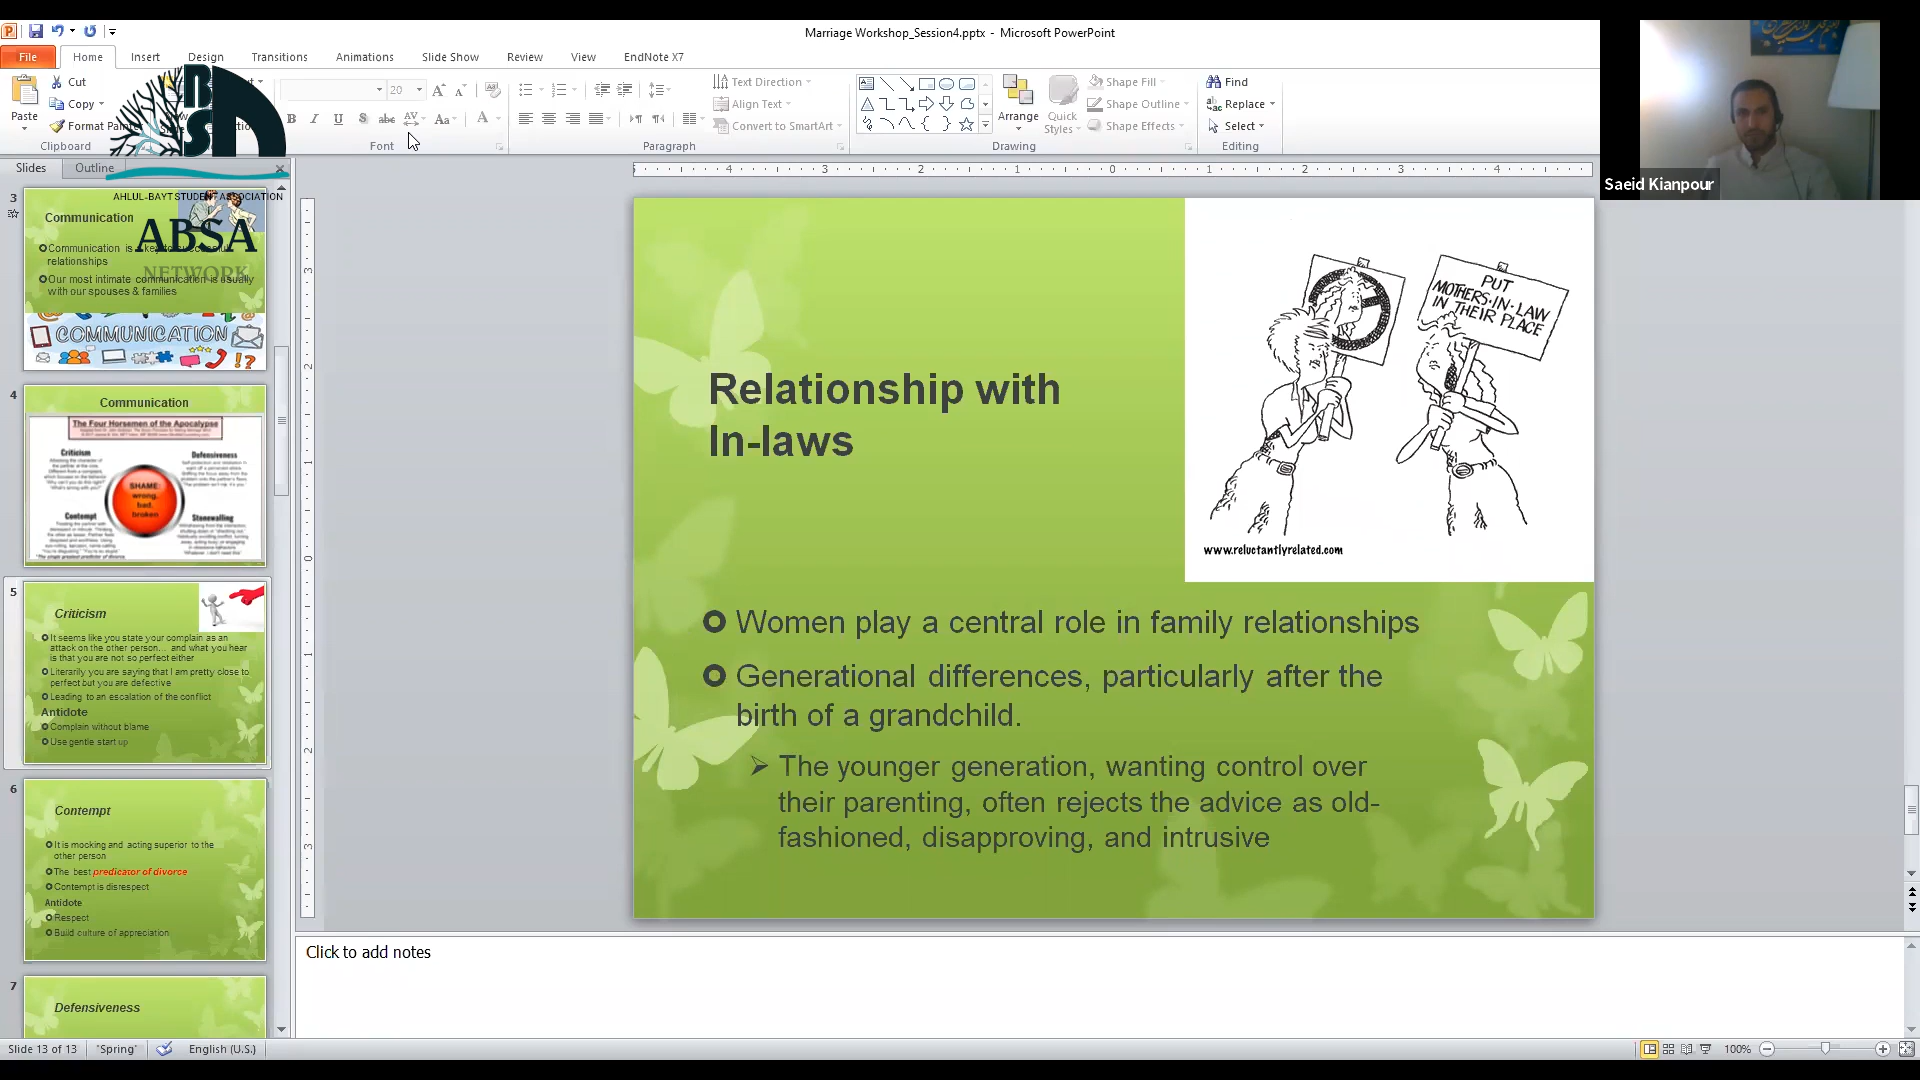 Marriage Workshop_Session4.pptx - Microsoft PowerPoint
File Home Insert Design Transitions Animations Slide Show Review View EndNote X7
Cut
Copy
Format Painter
Paste
Clipboard
20
Font
Text Direction
Align Text
Convert to SmartArt
Paragraph
Arrange
Quick Styles
Shape Fill
Shape Outline
Shape Effects
Drawing
Find
Replace
Select
Editing
Saeid Kianpour
Slides Outline
AHLUL-BAYT STUDENT ASSOCIATION
ABSA
NETWORK
3
Communication
Communication is a key to successful
relationships
Our most intimate communication is usually
with our spouses & families
COMMUNICATION
4
Communication
The Four Horsemen of the Apocalypse
Criticism
Defensiveness
SHAME:
wrong,
bad,
broken
Contempt
Stonewalling
5
Criticism
It seems like you state your complain as an
attack on the other person... and what you hear
is that you are not so perfect either
Literarily you are saying that I am pretty close to
perfect but you are defective
Leading to an escalation of the conflict
Antidote
Complain without blame
Use gentle start up
6
Contempt
It is mocking and acting superior to the
other person
The best predicator of divorce
Contempt is disrespect
Antidote
Respect
Build culture of appreciation
7
Defensiveness
Relationship with
In-laws
PUT
MOTHERS-IN-LAW
IN THEIR PLACE
www.reluctantlyrelated.com
Women play a central role in family relationships
Generational differences, particularly after the
birth of a grandchild.
The younger generation, wanting control over
their parenting, often rejects the advice as old-
fashioned, disapproving, and intrusive
Click to add notes
Slide 13 of 13 "Spring" English (U.S.) 100%